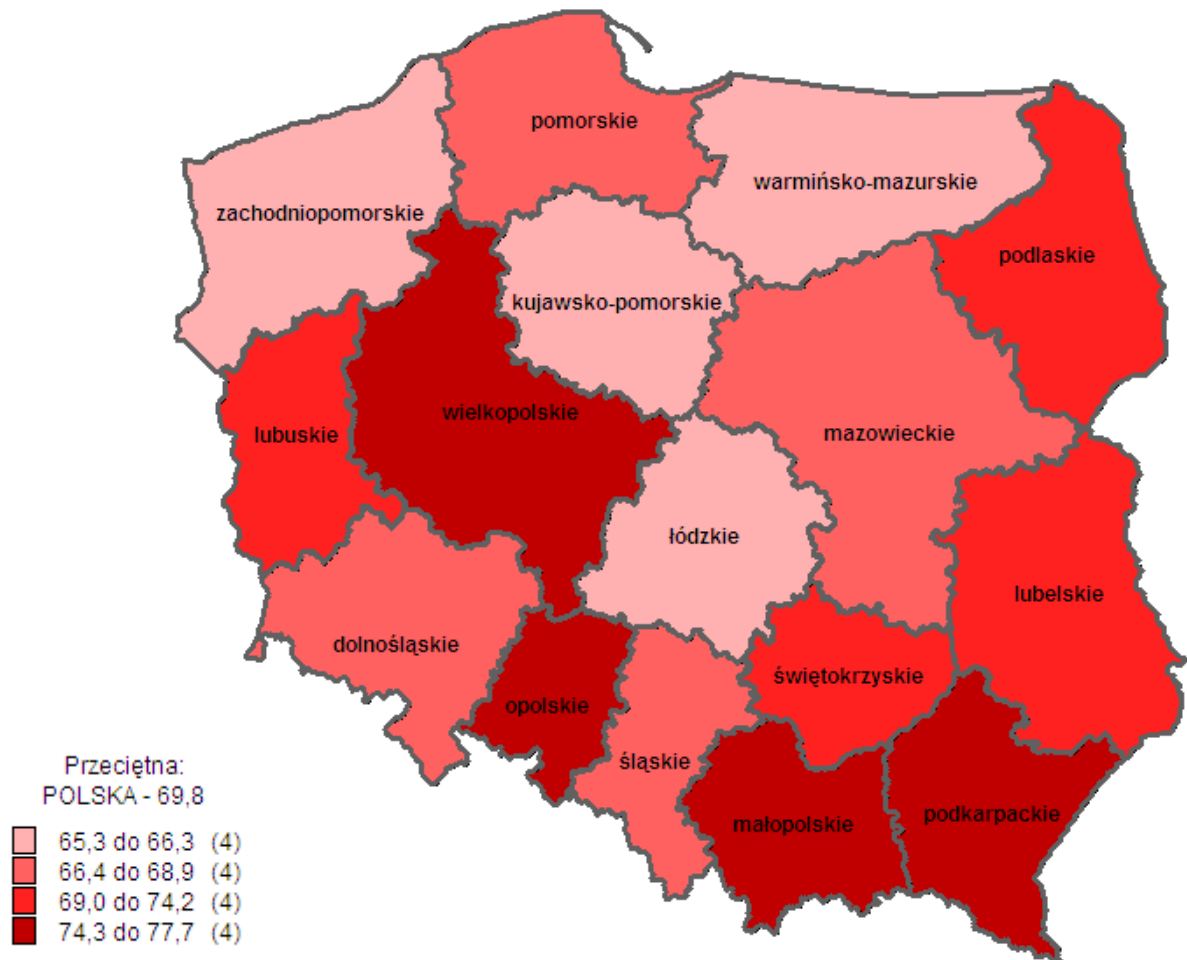 pomorskie
warmińsko-mazurskie
zachodniopomorskie
podlaskie
kujawsko-pomorskie
wielkopolskie
lubuskie
mazowieckie
łódzkie
lubelskie
dolnośląskie
świętokrzyskie
opolskie
śląskie
podkarpackie
małopolskie
Przeciętna:
POLSKA - 69,8
65,3 do 66,3 (4)
66,4 do 68,9 (4)
69,0 do 74,2 (4)
74,3 do 77,7 (4)